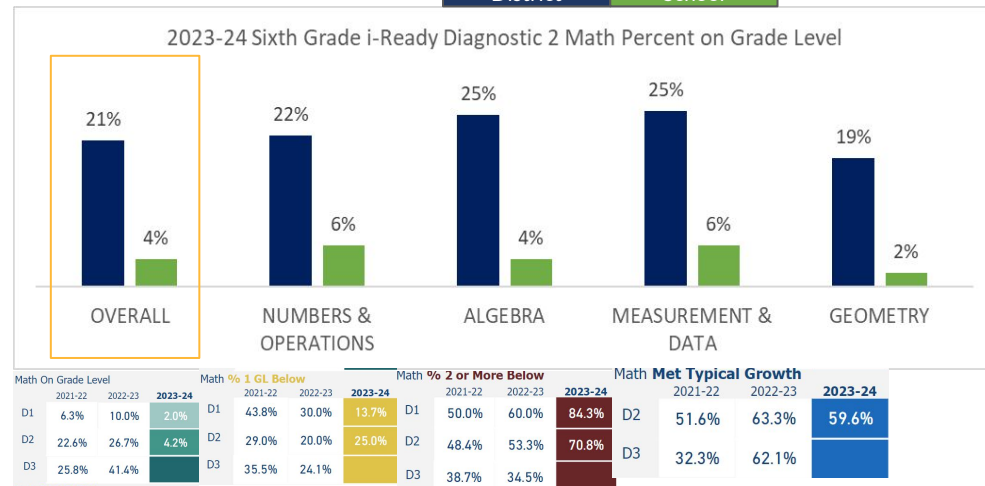 District School
2023-24 Sixth Grade i-Ready Diagnostic 2 Math Percent on Grade Level
21% 4% 22% 6% 25% 4% 25% 6% 19% 2%
OVERALL NUMBERS & ALGEBRA MEASUREMENT & GEOMETRY
OPERATIONS DATA
Math On Grade Level
2021-22 2022-23 2023-24
D1 6.3% 10.0% 2.0%
D2 22.6% 26.7% 4.2%
D3 25.8% 41.4%
Math % 1 GL Below
2021-22 2022-23 2023-24
D1 43.8% 30.0% 13.7%
D2 29.0% 20.0% 25.0%
D3 35.5% 24.1%
Math % 2 or More Below
2021-22 2022-23 2023-24
D1 50.0% 60.0% 84.3%
D2 48.4% 53.3% 70.8%
D3 38.7% 34.5%
Math Met Typical Growth
2021-22 2022-23 2023-24
D2 51.6% 63.3% 59.6%
D3 32.3% 62.1%